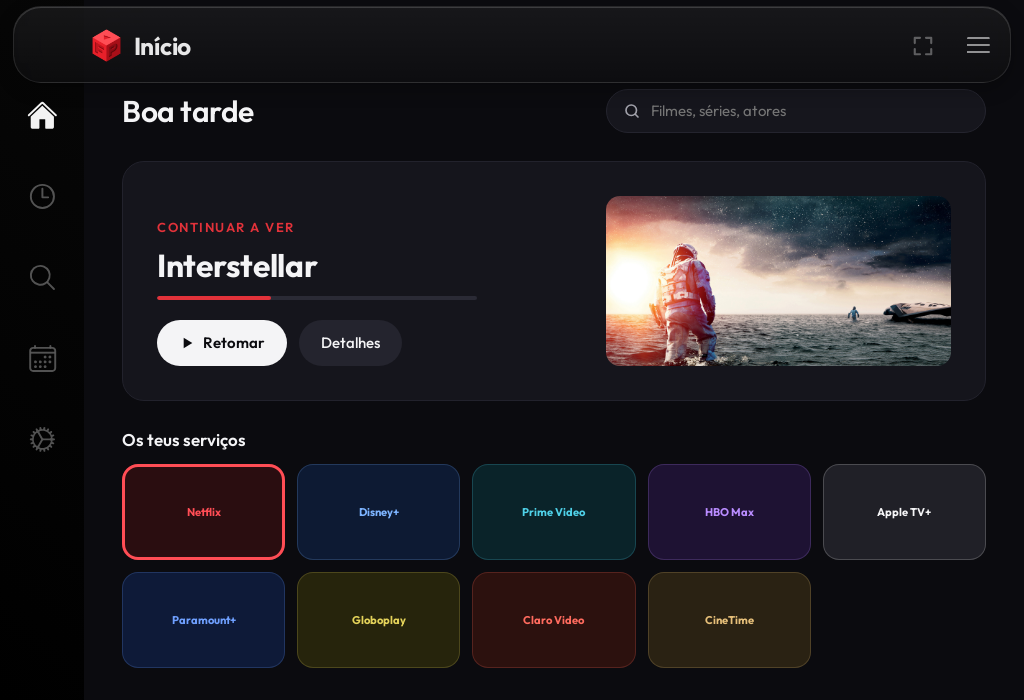 Início
Boa tarde
Filmes, séries, atores
CONTINUAR A VER
Interstellar
Retomar
Detalhes
Os teus serviços
Netflix
Disney+
Prime Video
HBO Max
Apple TV+
Paramount+
Globoplay
Claro Video
CineTime